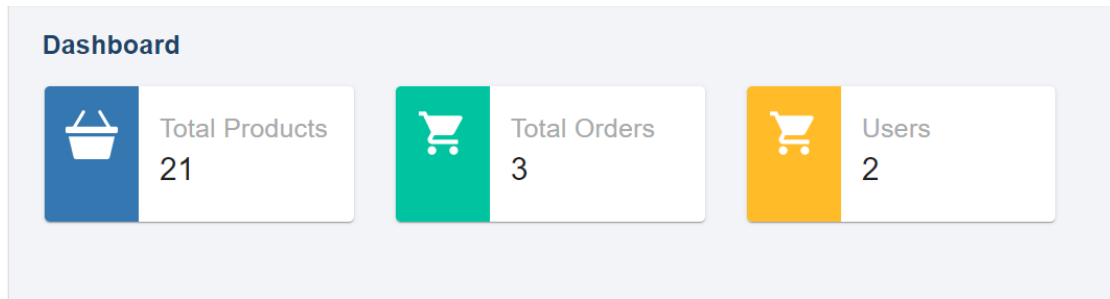 Dashboard
Total Products
21
Total Orders
3
Users
2